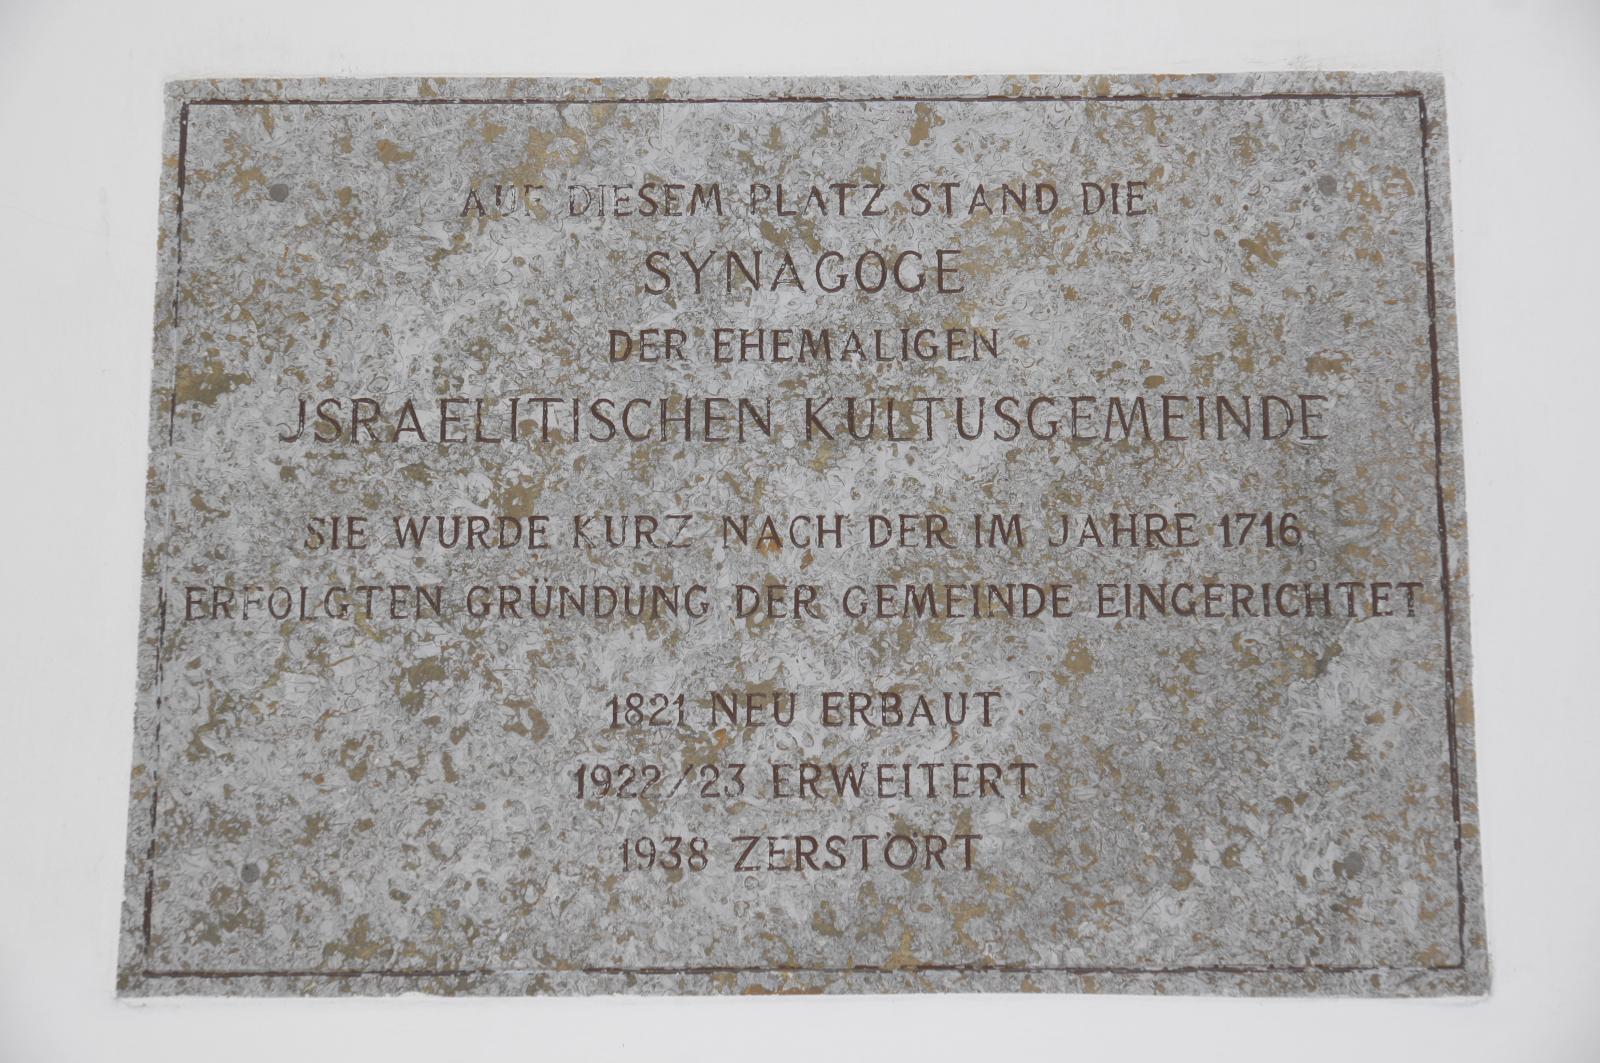 AUF DIESEM PLATZ STAND DIE
SYNAGOGE
DER EHEMALIGEN
JSRAELITISCHEN KULTUSGEMEINDE
SIE WURDE KURZ NACH DER IM JAHRE 1716
ERFOLGTEN GRÜNDUNG DER GEMEINDE EINGERICHTET
1821 NEU ERBAUT
1922/23 ERWEITERT
1938 ZERSTÖRT